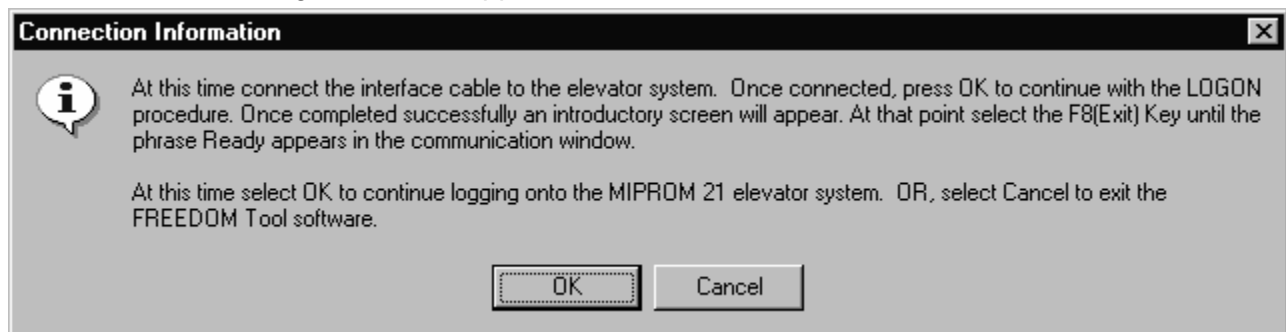 Connection Information
At this time connect the interface cable to the elevator system.  Once connected, press OK to continue with the LOGON
procedure. Once completed successfully an introductory screen will appear. At that point select the F8(Exit) Key until the
phrase Ready appears in the communication window.
At this time select OK to continue logging onto the MIPROM 21 elevator system.  OR, select Cancel to exit the
FREEDOM Tool software.
OK Cancel